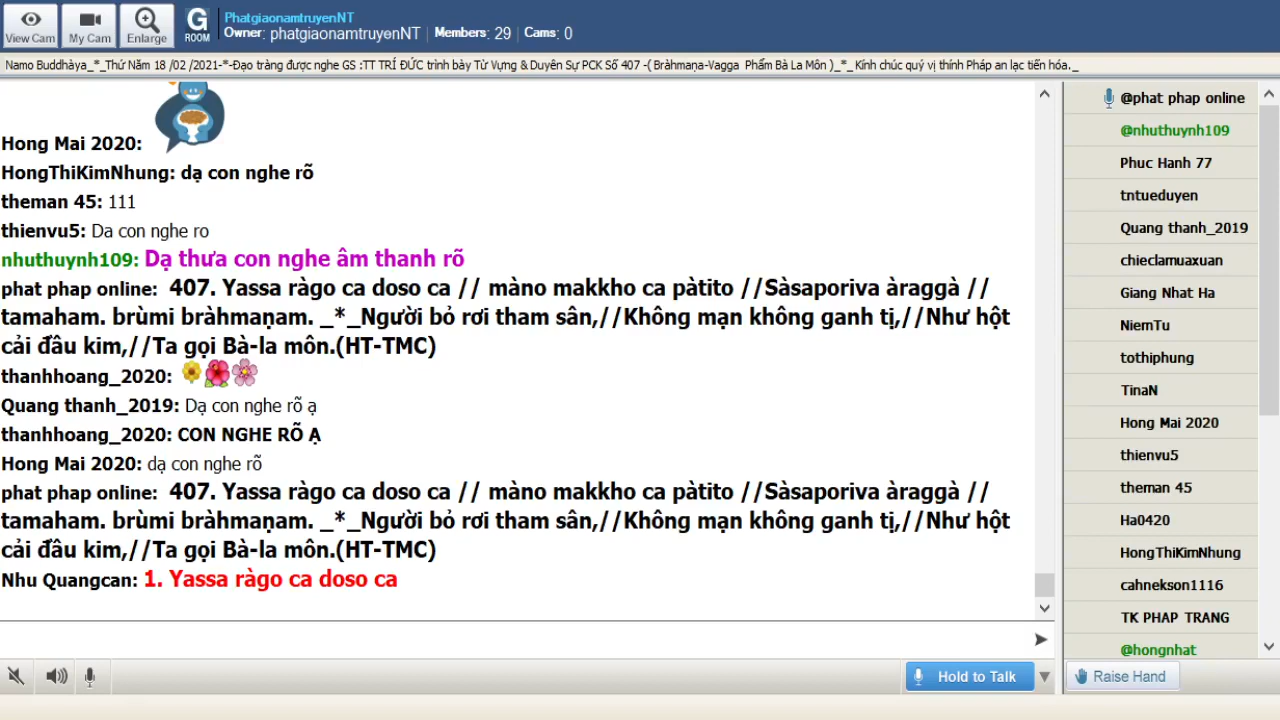 View Cam
My Cam
Enlarge
G
ROOM
PhatgiaonamtruyenNT
Owner: phatgiaonamtruyenNT Members: 29 Cams: 0
Namo Buddhàya_*_Thứ Năm 18 /02 /2021-*-Đạo tràng được nghe GS :TT TRÍ ĐỨC trình bày Từ Vựng & Duyên Sự PCK Số 407 -( Bràhmaṇa-Vagga Phẩm Bà La Môn )_*_ Kính chúc quý vị thính Pháp an lạc tiến hóa._
Hong Mai 2020:
HongThiKimNhung: dạ con nghe rõ
theman 45: 111
thienvu5: Da con nghe ro
nhuthuynh109: Dạ thưa con nghe âm thanh rõ
phat phap online: 407. Yassa ràgo ca doso ca // màno makkho ca pàtito //Sàsaporiva àraggà //
tamaham. brùmi bràhmaṇam. _*_Người bỏ rơi tham sân,//Không mạn không ganh tị,//Như hột
cải đầu kim,//Ta gọi Bà-la môn.(HT-TMC)
thanhhoang_2020:
Quang thanh_2019: Dạ con nghe rõ ạ
thanhhoang_2020: CON NGHE RÕ Ạ
Hong Mai 2020: dạ con nghe rõ
phat phap online: 407. Yassa ràgo ca doso ca // màno makkho ca pàtito //Sàsaporiva àraggà //
tamaham. brùmi bràhmaṇam. _*_Người bỏ rơi tham sân,//Không mạn không ganh tị,//Như hột
cải đầu kim,//Ta gọi Bà-la môn.(HT-TMC)
Nhu Quangcan: 1. Yassa ràgo ca doso ca
@phat phap online
@nhuthuynh109
Phuc Hanh 77
tntueduyen
Quang thanh_2019
chieclamuaxuan
Giang Nhat Ha
NiemTu
tothiphung
TinaN
Hong Mai 2020
thienvu5
theman 45
Ha0420
HongThiKimNhung
cahnekson1116
TK PHAP TRANG
@hongnhat
Hold to Talk
Raise Hand